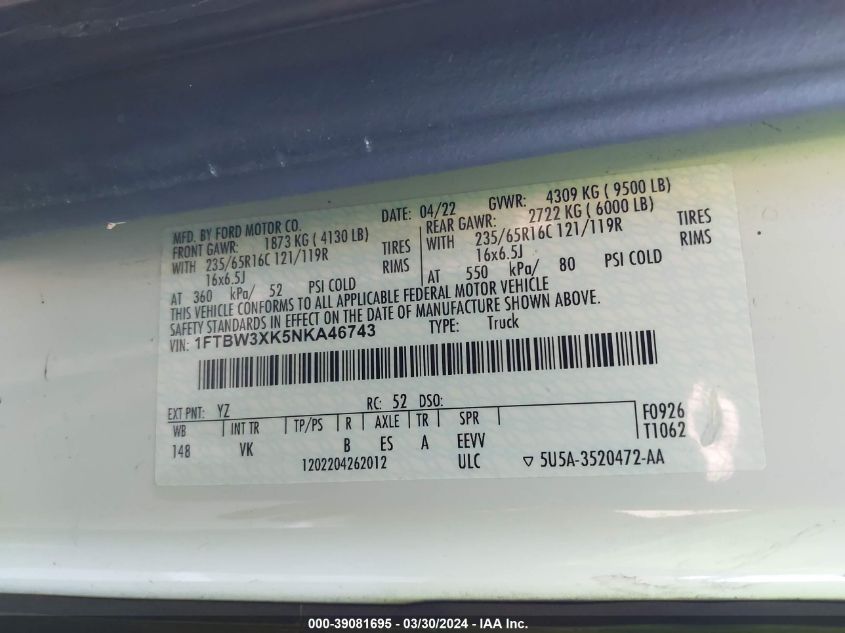 MFD. BY FORD MOTOR CO.
DATE: 04/22 GVWR: 4309 KG ( 9500 LB)
FRONT GAWR: 1873 KG ( 4130 LB)
REAR GAWR: 2722 KG ( 6000 LB)
WITH 235/65R16C 121/119R TIRES
WITH 235/65R16C 121/119R TIRES
16x6.5J RIMS
16x6.5J RIMS
AT 360 kPa/ 52 PSI COLD
AT 550 kPa/ 80 PSI COLD
THIS VEHICLE CONFORMS TO ALL APPLICABLE FEDERAL MOTOR VEHICLE
SAFETY STANDARDS IN EFFECT ON THE DATE OF MANUFACTURE SHOWN ABOVE.
VIN: 1FTBW3XK5NKA46743 TYPE: Truck
EXT PNT: YZ RC: 52 DSO:
WB INT TR TP/PS R AXLE TR SPR F0926
148 VK B ES A EEVV T1062
1202204262012 ULC ▽ 5U5A-3520472-AA
000-39081695 - 03/30/2024 - IAA Inc.